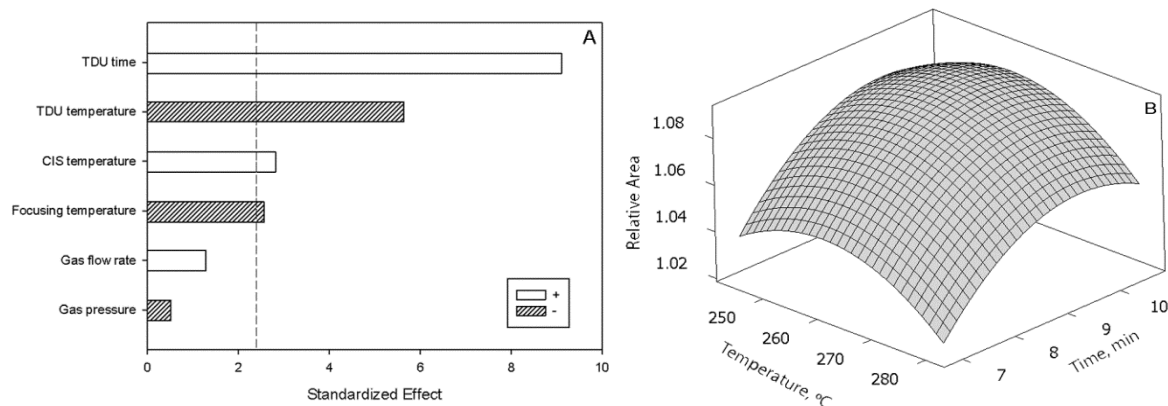 A
TDU time
TDU temperature
CIS temperature
Focusing temperature
Gas flow rate
Gas pressure
+
-
0 2 4 6 8 10
Standardized Effect
B
1.08
1.06
1.04
1.02
Relative Area
250
260
270
280
Temperature, ºC
7
8
9
10
Time, min